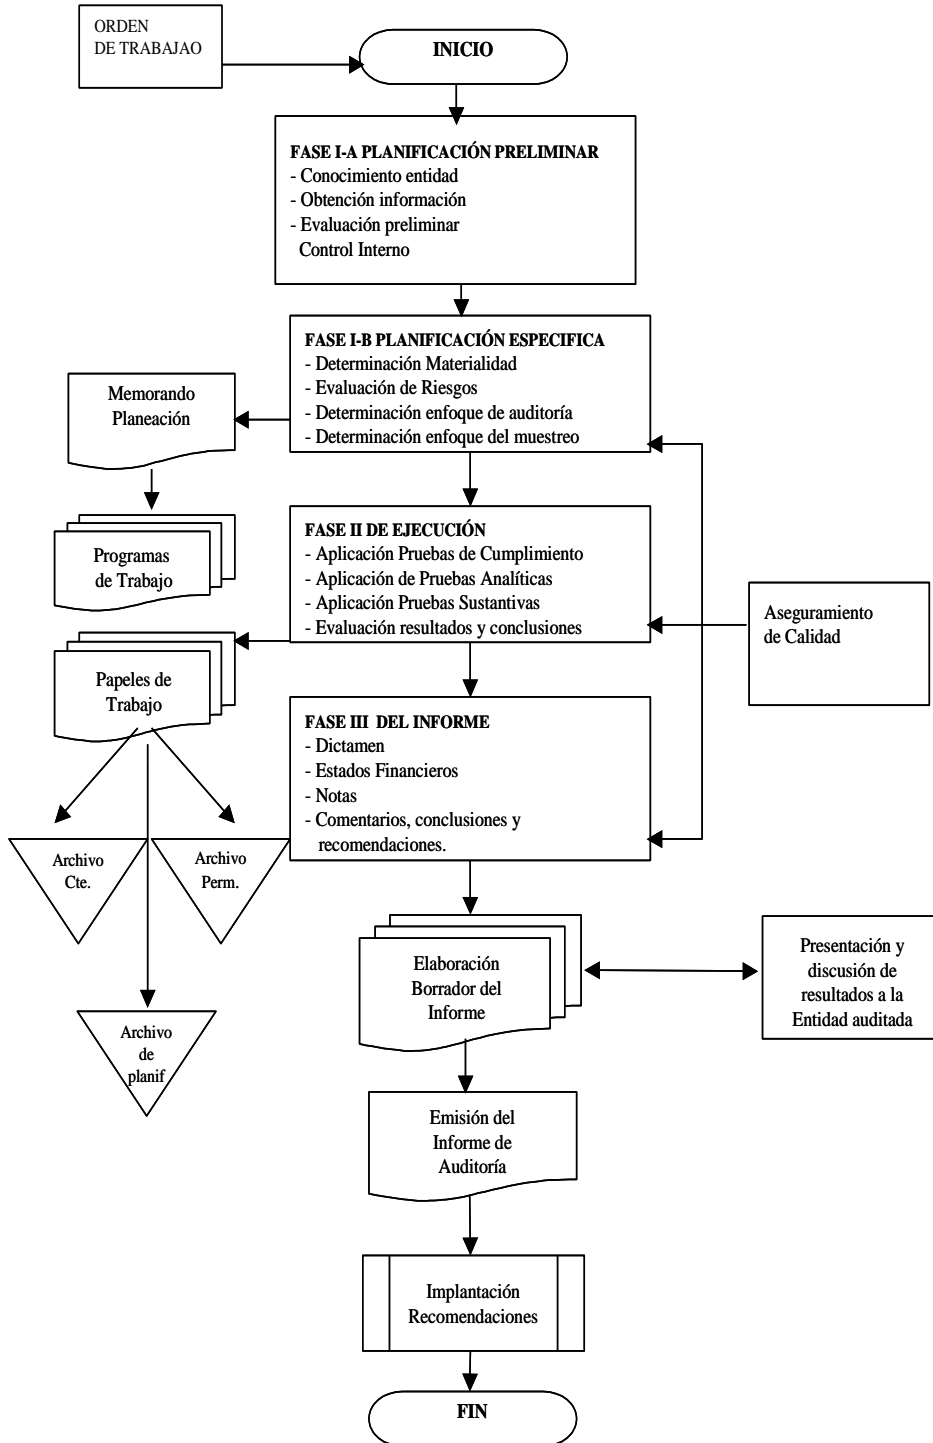 ORDEN
DE TRABAJAO
INICIO
FASE I-A PLANIFICACIÓN PRELIMINAR
- Conocimiento entidad
- Obtención información
- Evaluación preliminar
Control Interno
FASE I-B PLANIFICACIÓN ESPECIFICA
- Determinación Materialidad
- Evaluación de Riesgos
- Determinación enfoque de auditoría
- Determinación enfoque del muestreo
Memorando
Planeación
Programas
de Trabajo
FASE II DE EJECUCIÓN
- Aplicación Pruebas de Cumplimiento
- Aplicación de Pruebas Analíticas
- Aplicación Pruebas Sustantivas
- Evaluación resultados y conclusiones
Aseguramiento
de Calidad
Papeles de
Trabajo
FASE III DEL INFORME
- Dictamen
- Estados Financieros
- Notas
- Comentarios, conclusiones y
recomendaciones.
Archivo
Cte.
Archivo
Perm.
Archivo
de
planif
Elaboración
Borrador del
Informe
Presentación y
discusión de
resultados a la
Entidad auditada
Emisión del
Informe de
Auditoría
Implantación
Recomendaciones
FIN